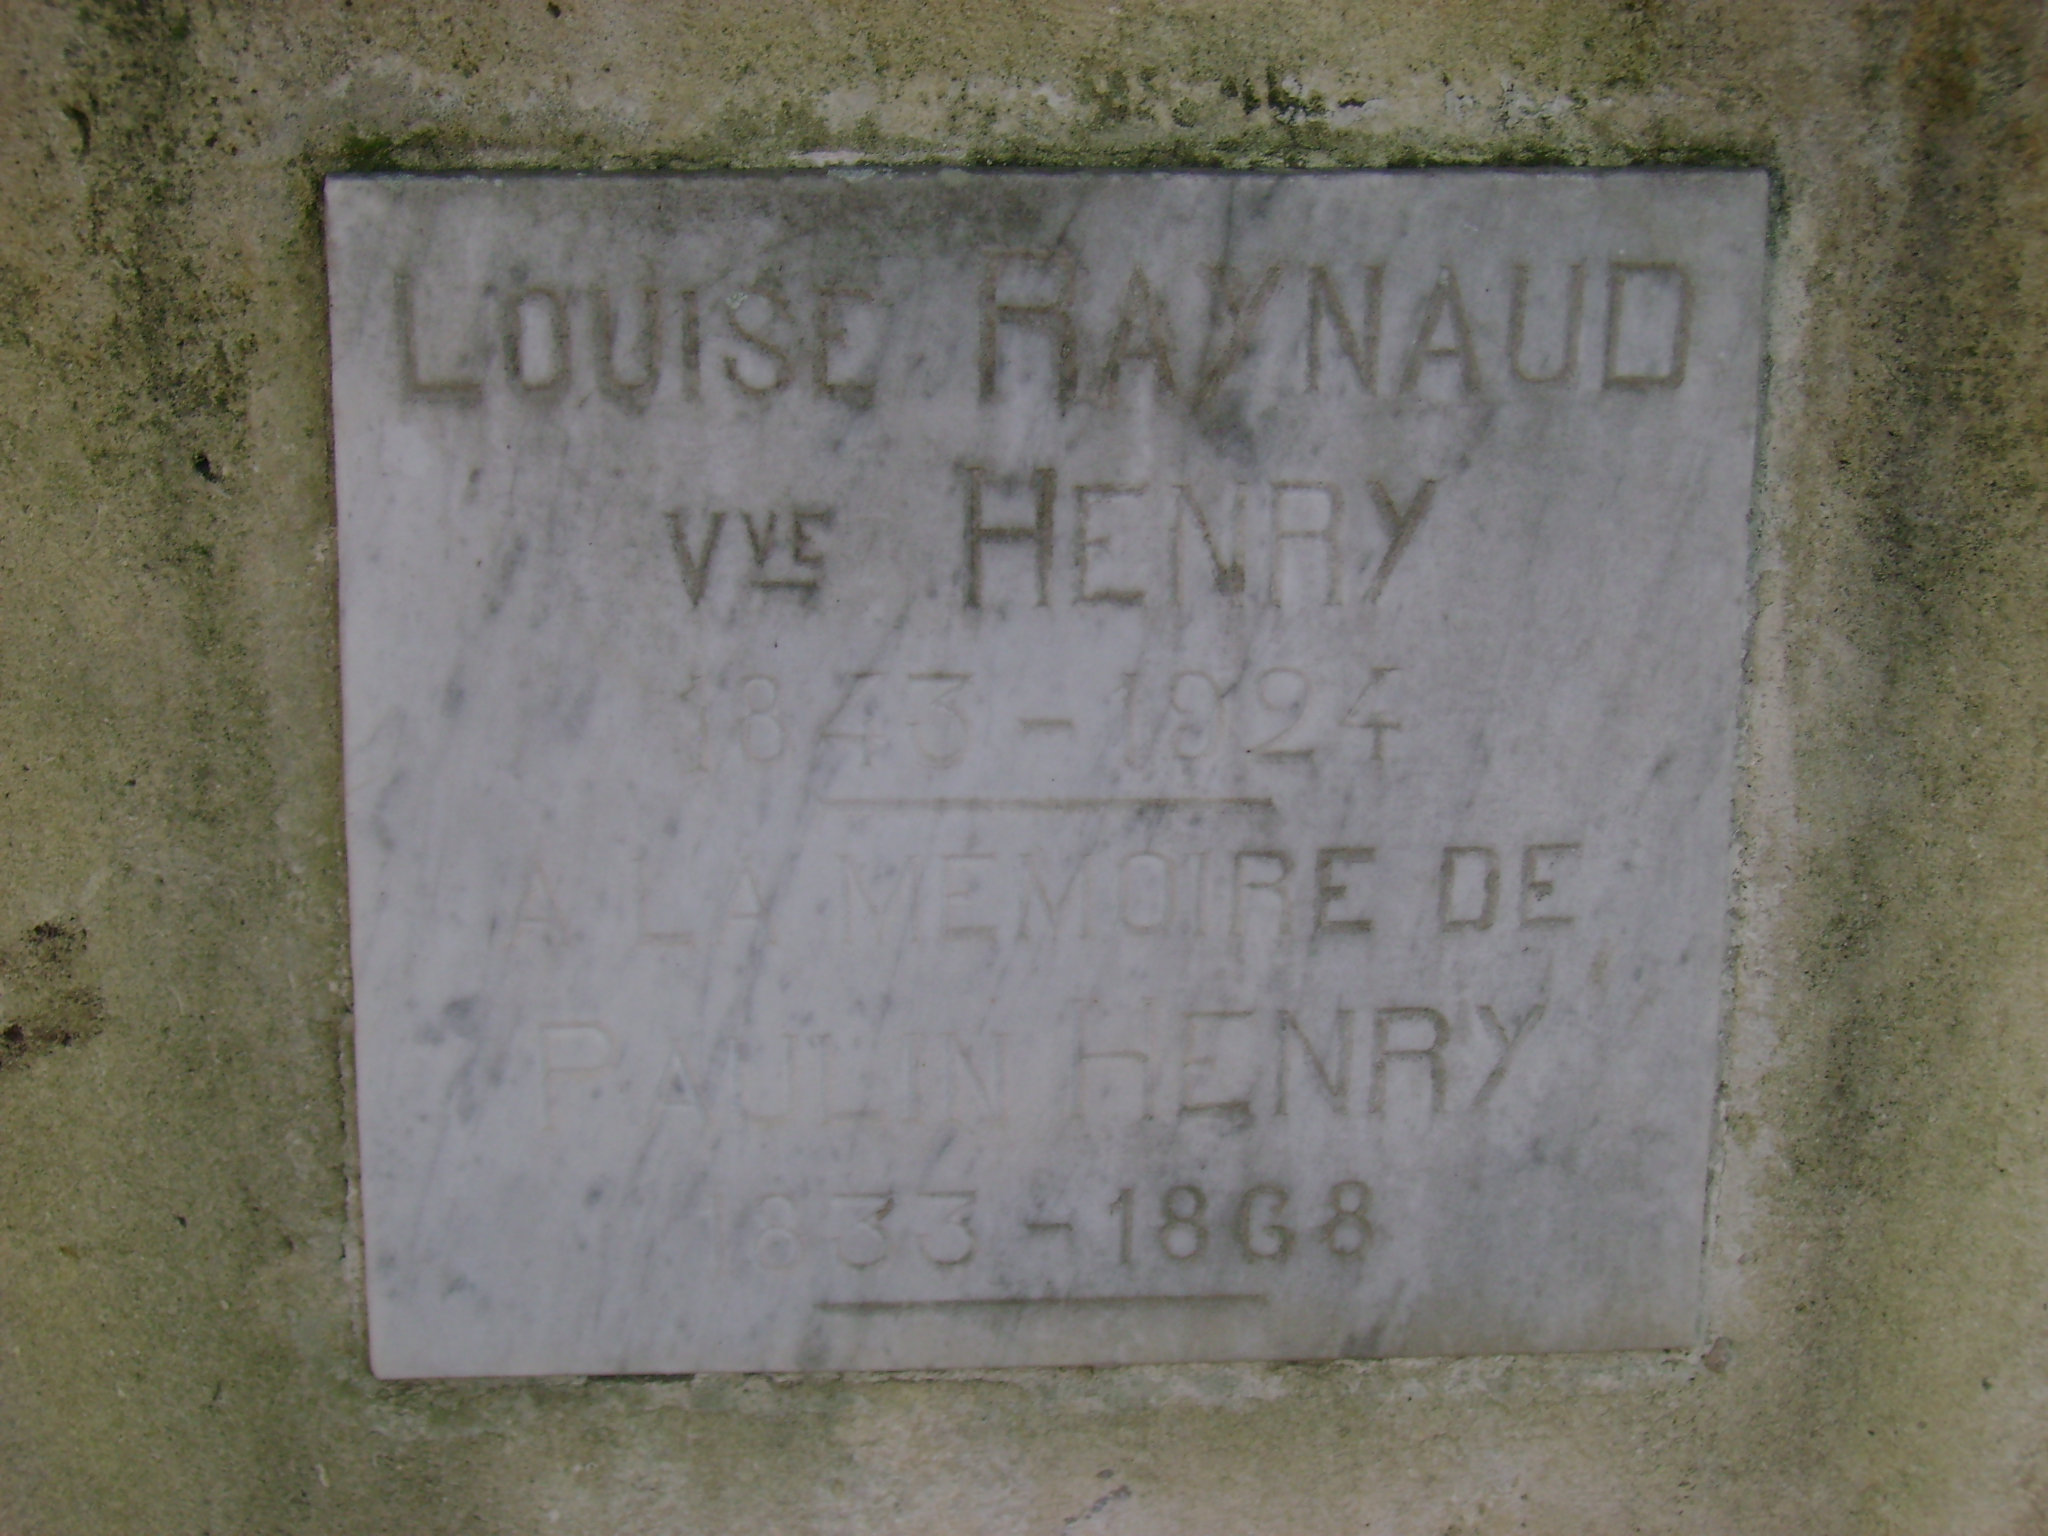 LOUISE RAYNAUD
VVE HENRY
1843-1924
A LA MÉMOIRE DE
PAULIN HENRY
1833-1868